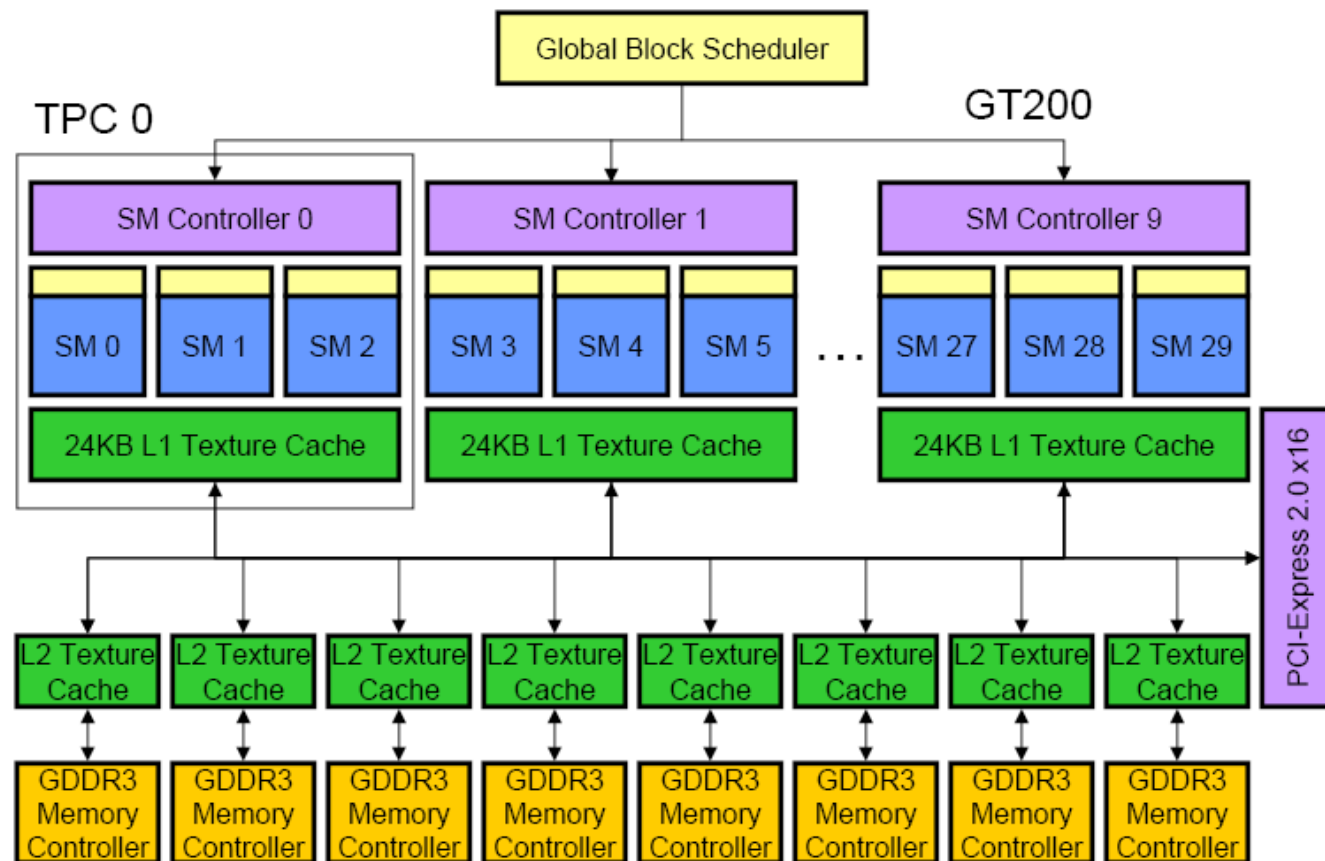 Global Block Scheduler
TPC 0
GT200
SM Controller 0
SM Controller 1
SM Controller 9
SM 0
SM 1
SM 2
SM 3
SM 4
SM 5
...
SM 27
SM 28
SM 29
24KB L1 Texture Cache
24KB L1 Texture Cache
24KB L1 Texture Cache
PCI-Express 2.0 x16
L2 Texture
Cache
L2 Texture
Cache
L2 Texture
Cache
L2 Texture
Cache
L2 Texture
Cache
L2 Texture
Cache
L2 Texture
Cache
L2 Texture
Cache
GDDR3
Memory
Controller
GDDR3
Memory
Controller
GDDR3
Memory
Controller
GDDR3
Memory
Controller
GDDR3
Memory
Controller
GDDR3
Memory
Controller
GDDR3
Memory
Controller
GDDR3
Memory
Controller